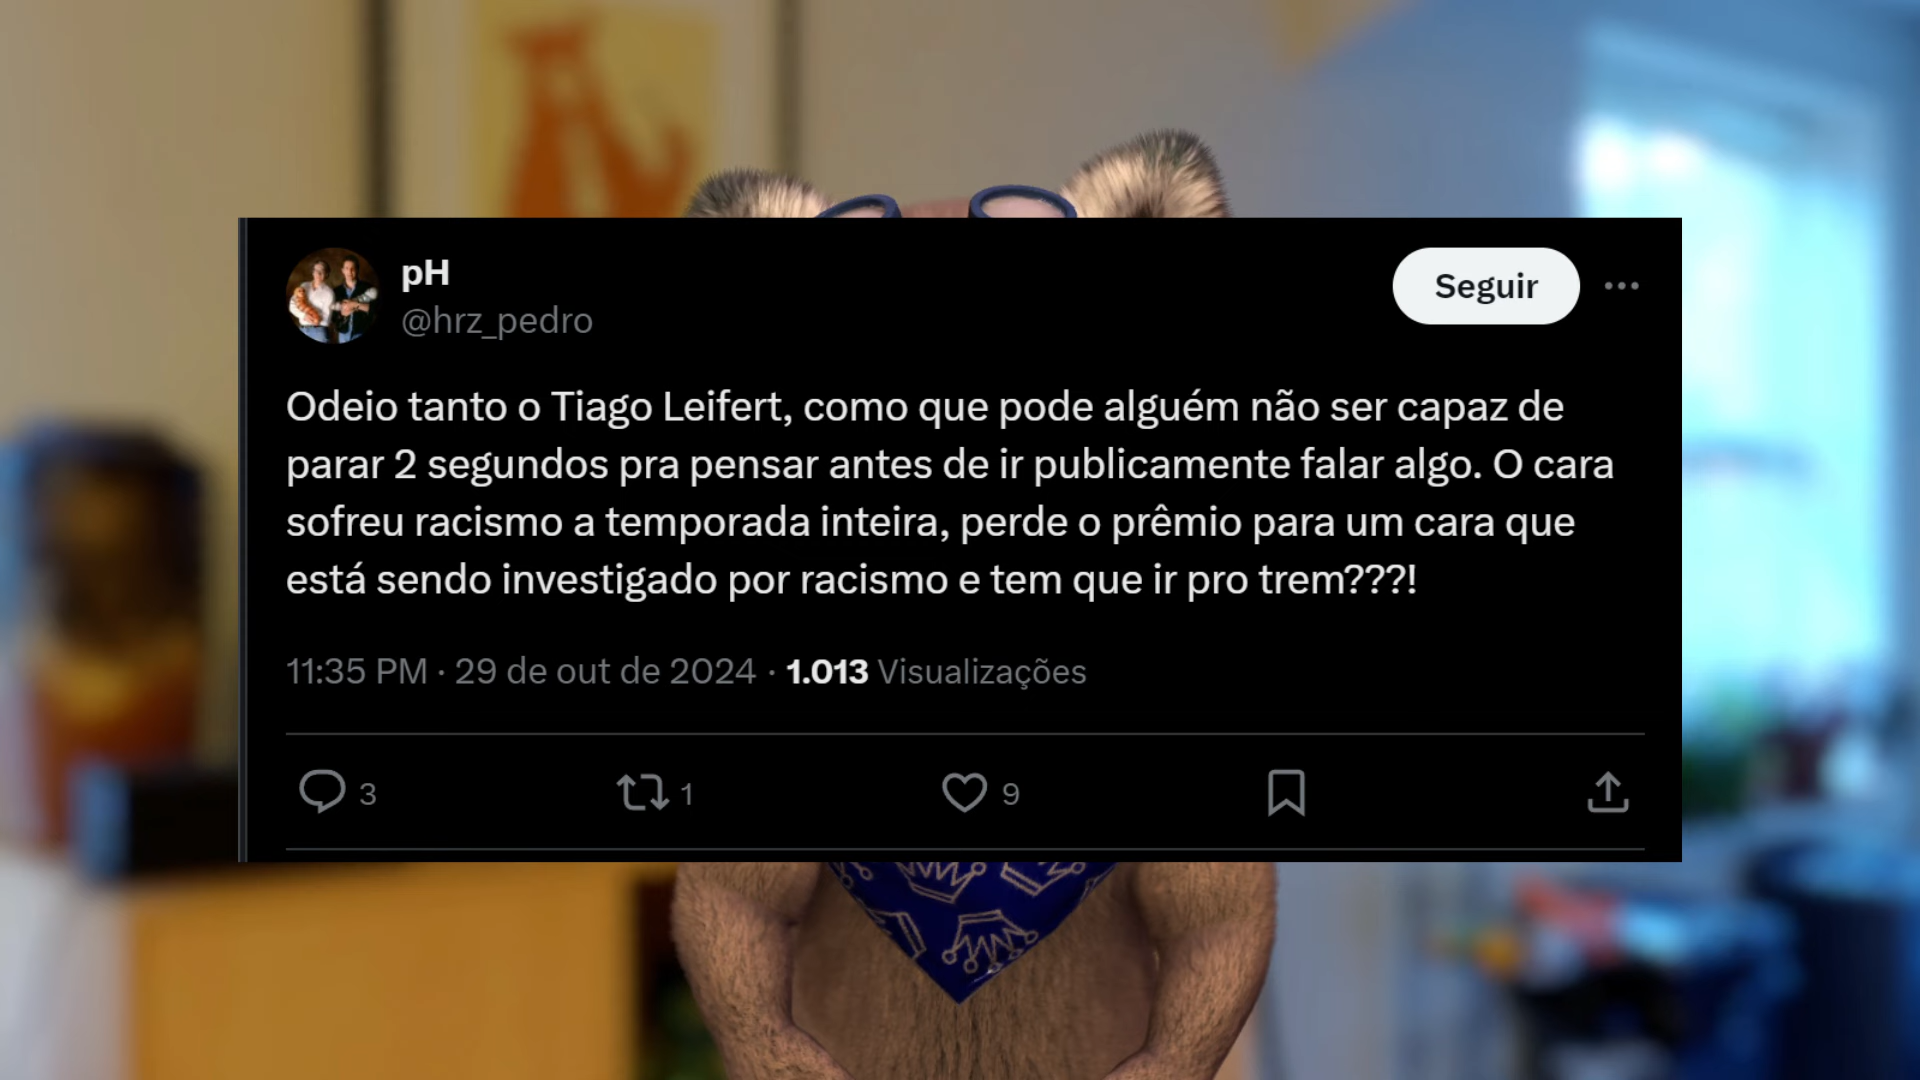 pH
@hrz_pedro
Seguir
Odeio tanto o Tiago Leifert, como que pode alguém não ser capaz de
parar 2 segundos pra pensar antes de ir publicamente falar algo. O cara
sofreu racismo a temporada inteira, perde o prêmio para um cara que
está sendo investigado por racismo e tem que ir pro trem???!
11:35 PM · 29 de out de 2024 · 1.013 Visualizações
3 1 9